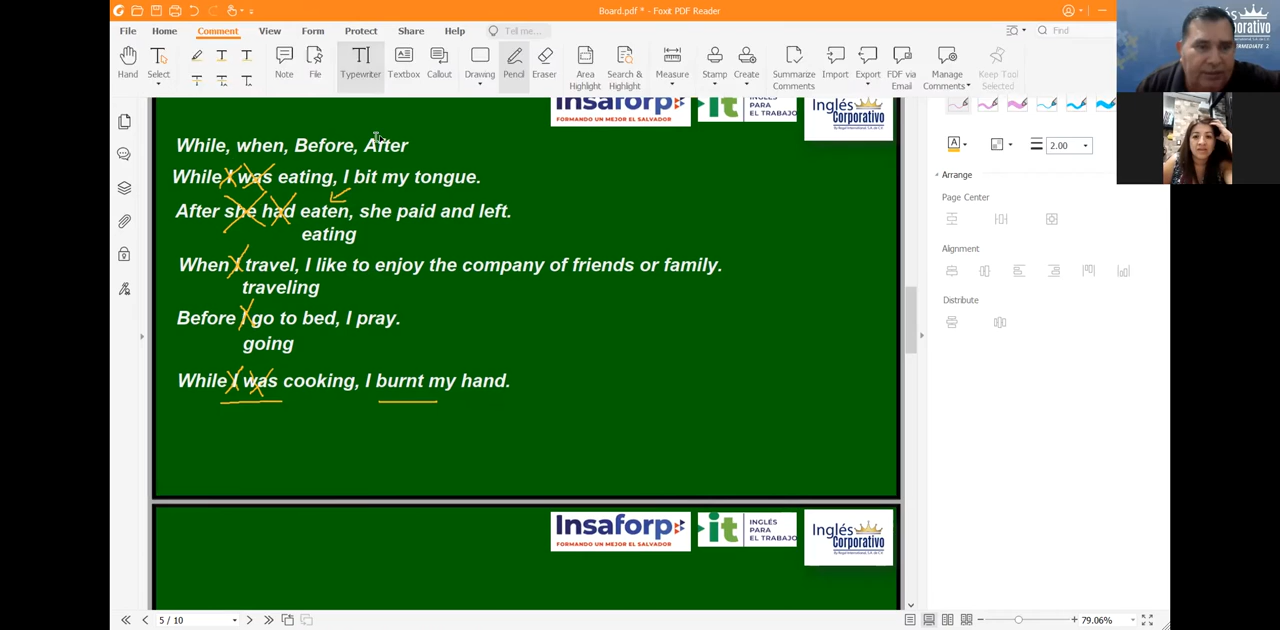 Board.pdf * - Foxit PDF Reader
File Home Comment View Form Protect Share Help Tell me... Find
Hand Select Note File Typewriter Textbox Callout Drawing Pencil Eraser Area Highlight Search & Highlight Measure Stamp Create Summarize Comments Import Export FDF via Email Manage Comments Keep Tool Selected
Insaforp
FORMANDO UN MEJOR EL SALVADOR
it INGLÉS PARA EL TRABAJO
Inglés Corporativo
2.00
Arrange
Page Center
Alignment
Distribute
While, when, Before, After
While I was eating, I bit my tongue.
After she had eaten, she paid and left.
eating
When I travel, I like to enjoy the company of friends or family.
traveling
Before I go to bed, I pray.
going
While I was cooking, I burnt my hand.
Insaforp
FORMANDO UN MEJOR EL SALVADOR
it INGLÉS PARA EL TRABAJO
Inglés Corporativo
5 / 10
79.06%